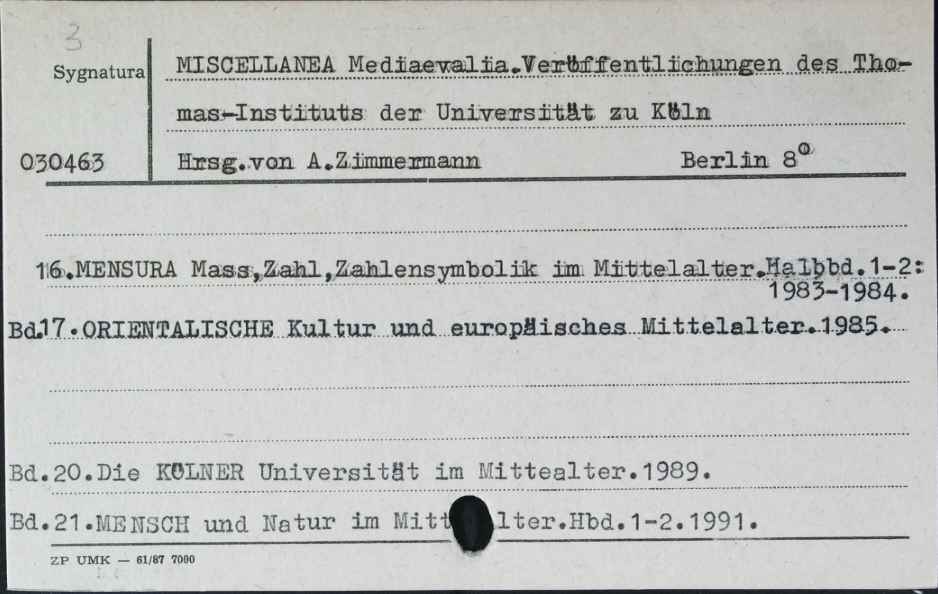 3
Sygnatura
MISCELLANEA Mediaevalia.Veröffentlichungen des Tho-
mas-Instituts der Universität zu Köln
030463
Hrsg.von A.Zimmermann Berlin 8°
16.MENSURA Mass,Zahl,Zahlensymbolik im Mittelalter.Halbbd.1-2:
1983-1984.
Bd.17.ORIENTALISCHE Kultur und europäisches Mittelalter.1985.
Bd.20.Die KÖLNER Universität im Mittealter.1989.
Bd.21.MENSCH und Natur im Mitt lter.Hbd.1-2.1991.
ZP UMK — 61/87 7000